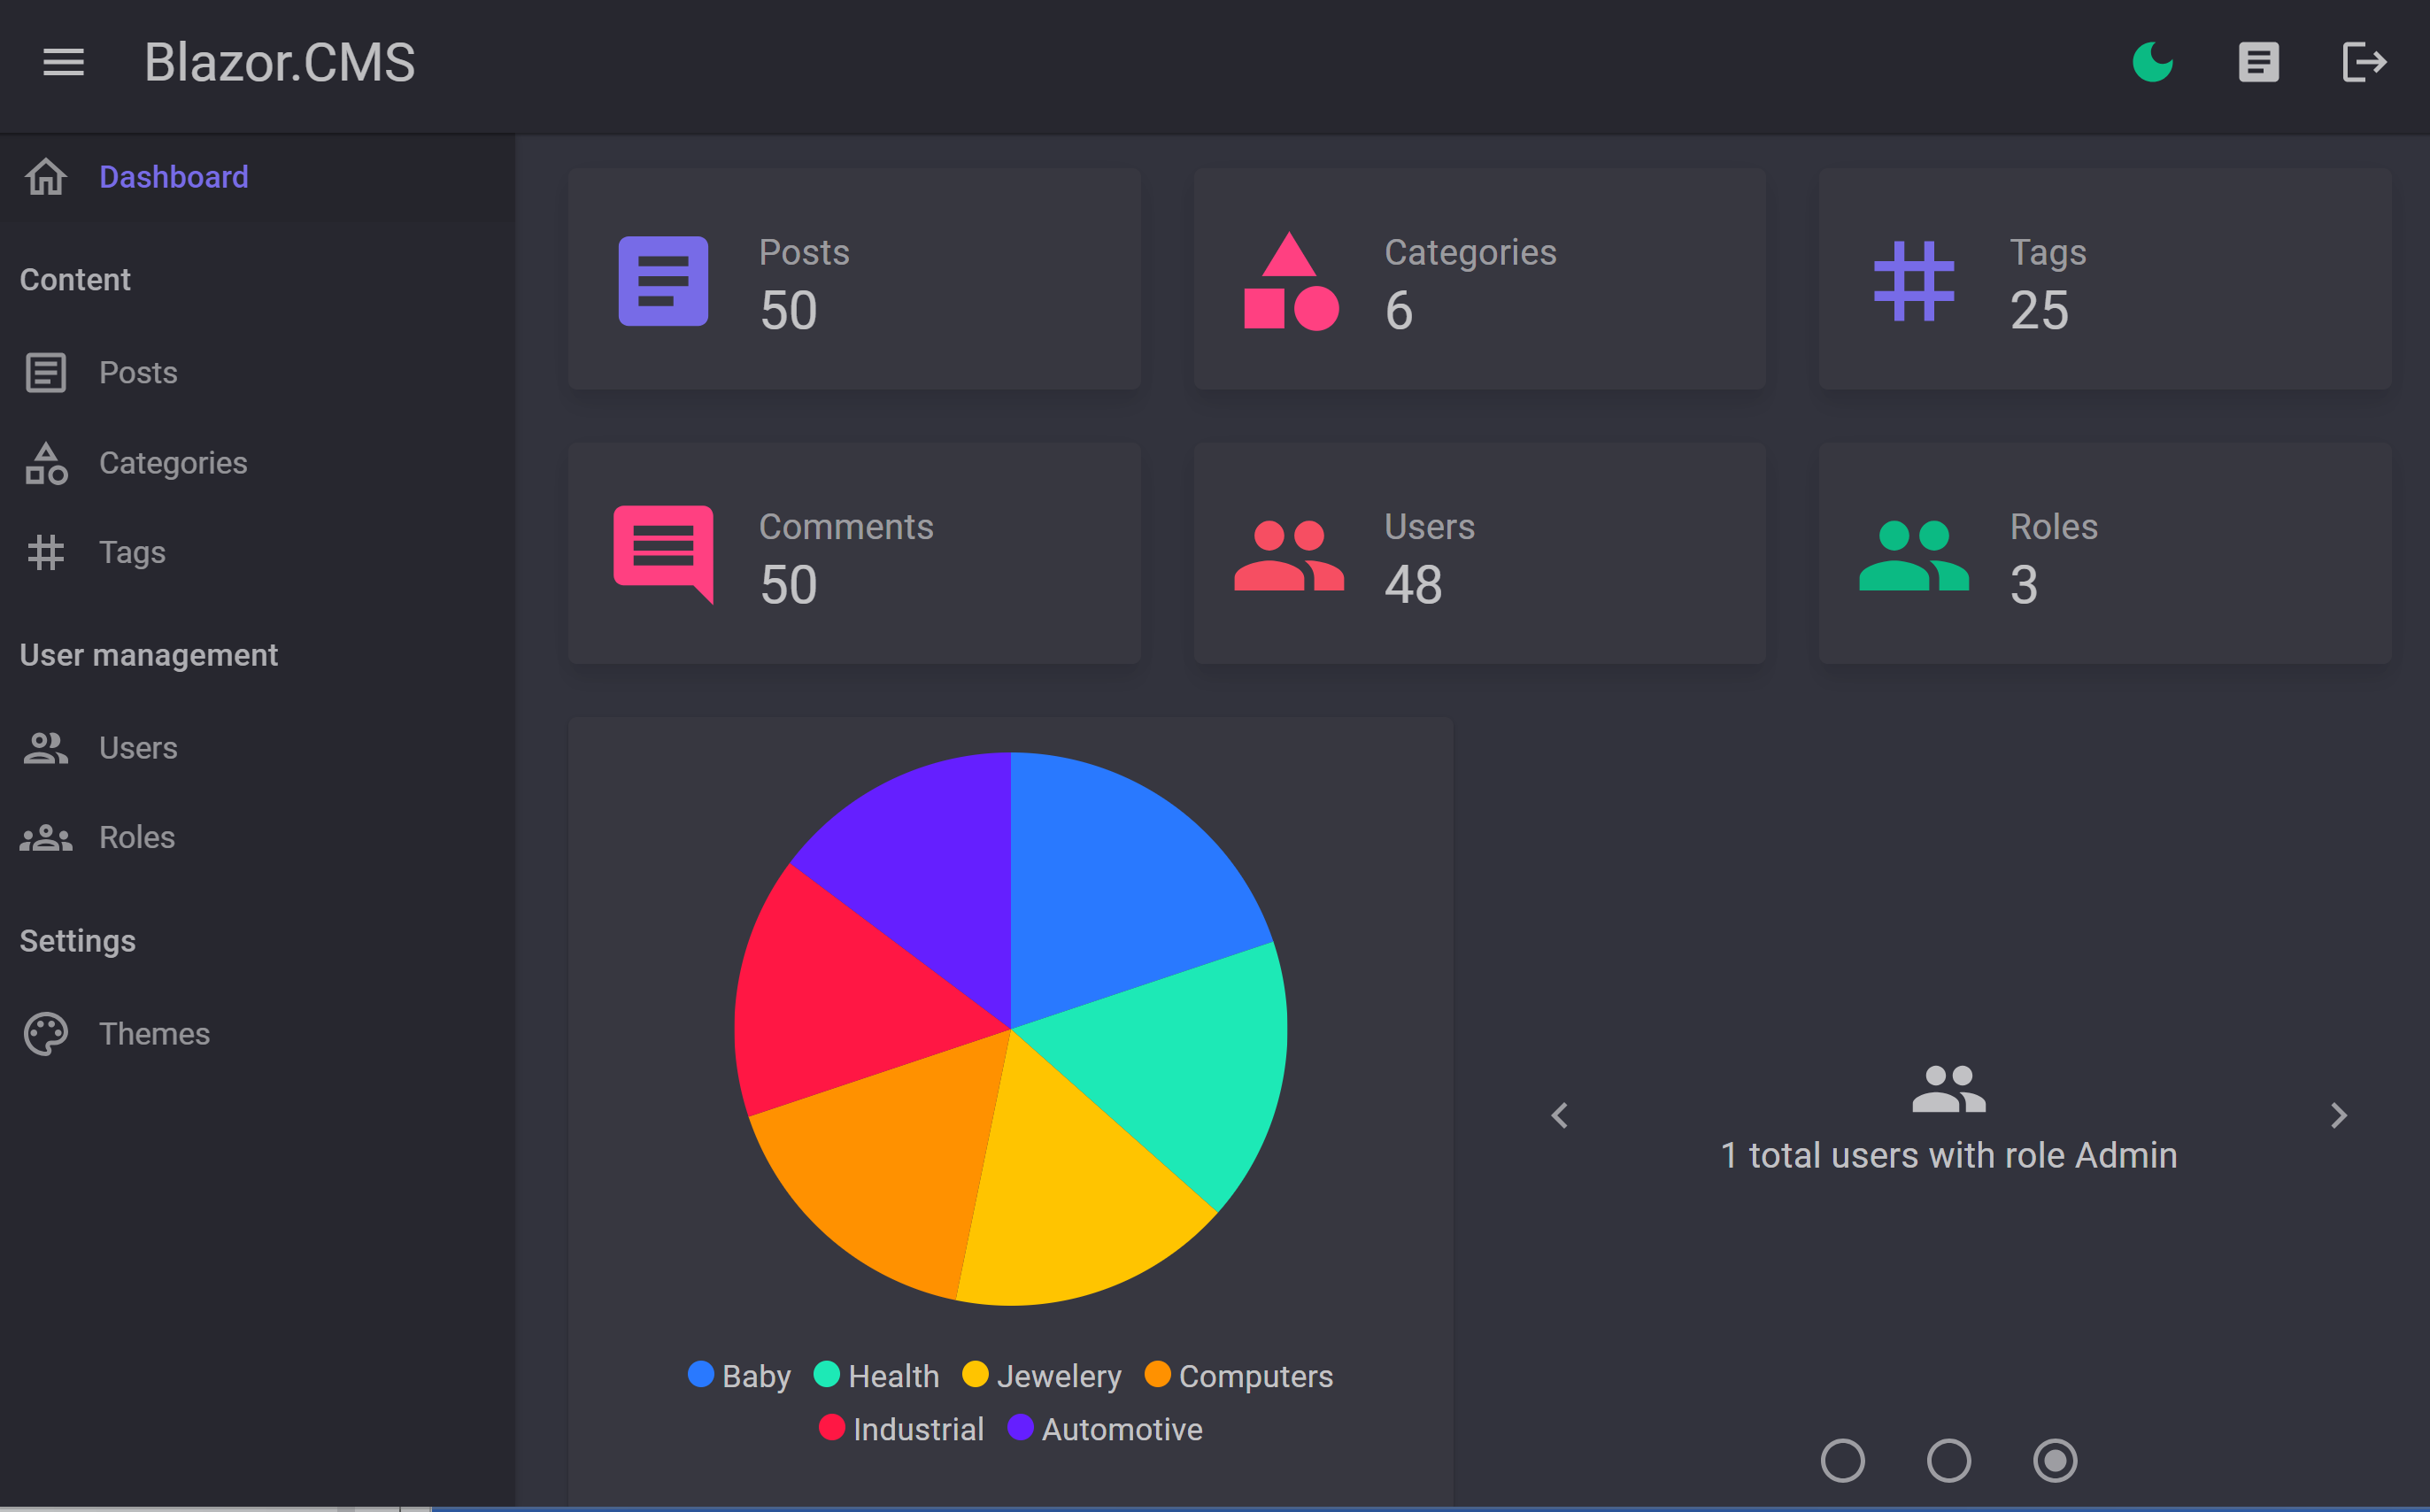 Blazor.CMS
Dashboard
Content
Posts
Categories
Tags
User management
Users
Roles
Settings
Themes
Posts
50
Categories
6
Tags
25
Comments
50
Users
48
Roles
3
Baby Health Jewelery Computers
Industrial Automotive
1 total users with role Admin